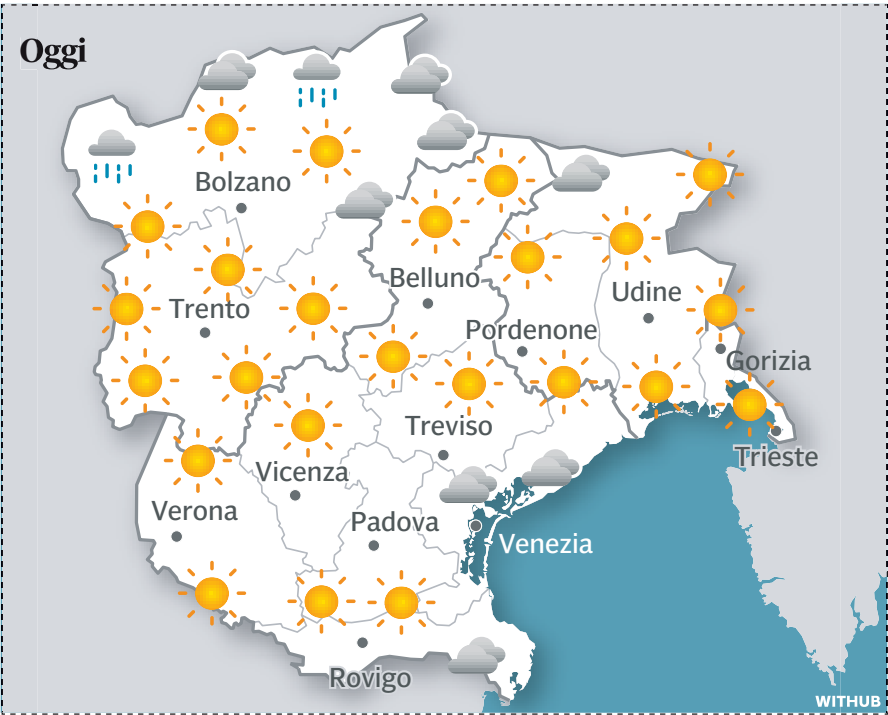 Oggi
Bolzano
Belluno
Udine
Trento
Pordenone
Gorizia
Treviso
Trieste
Vicenza
Verona
Padova
Venezia
Rovigo
WITHUB